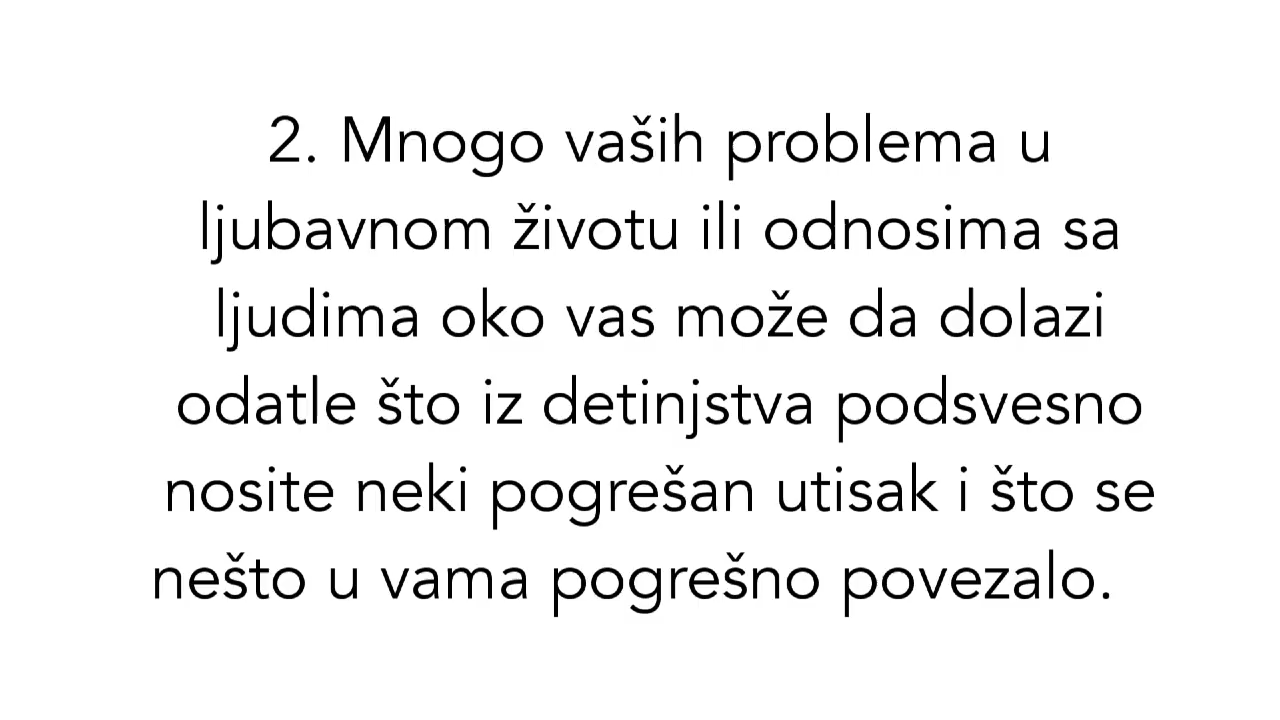 2. Mnogo vaših problema u
ljubavnom životu ili odnosima sa
ljudima oko vas može da dolazi
odatle što iz detinjstva podsvesno
nosite neki pogrešan utisak i što se
nešto u vama pogrešno povezalo.